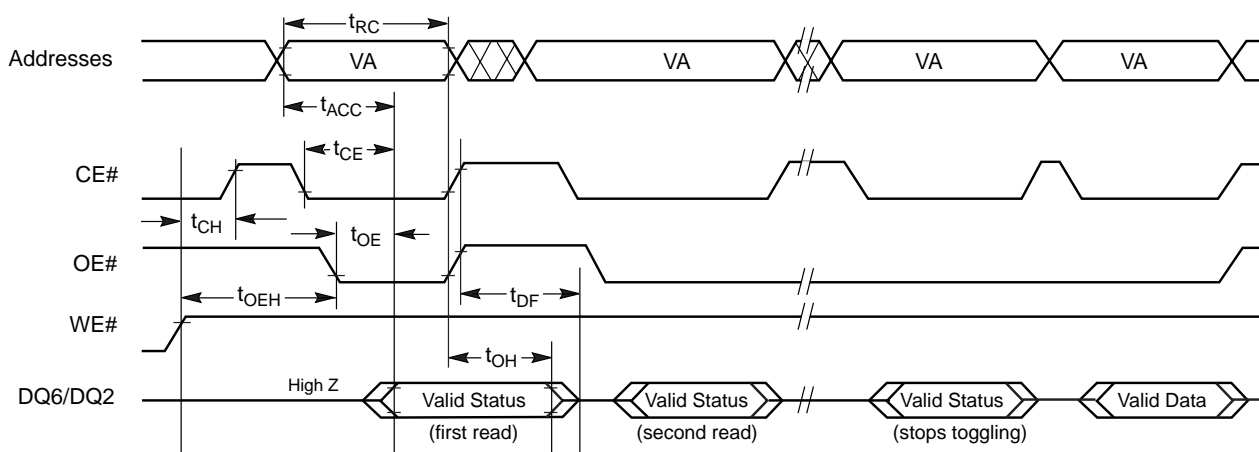 tRC
Addresses VA VA VA VA
tACC
tCE
CE#
tCH
tOE
OE#
tOEH
tDF
WE#
tOH
High Z
DQ6/DQ2 Valid Status Valid Status Valid Status Valid Data
(first read) (second read) (stops toggling)